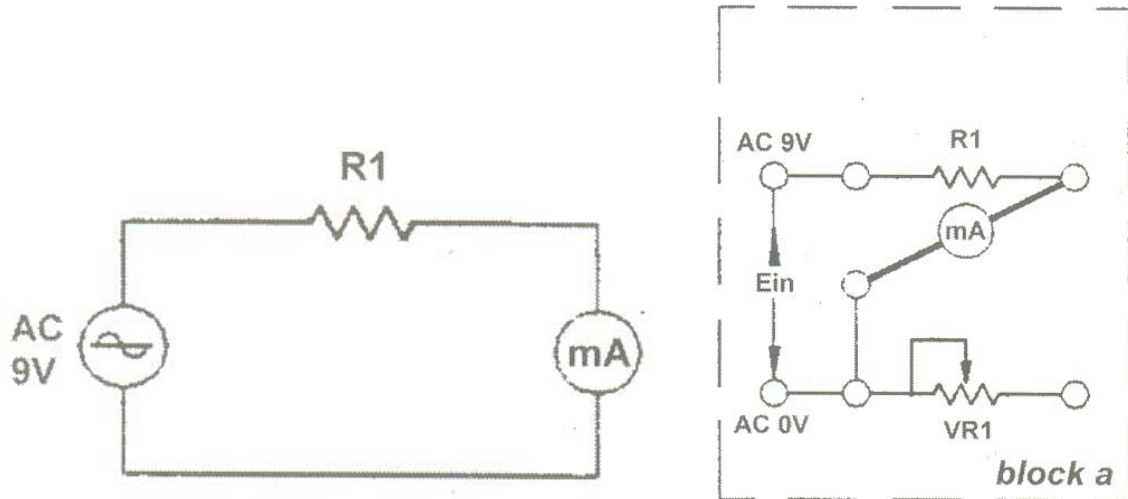 R1
AC
9V
mA
AC 9V
R1
mA
Ein
AC 0V
VR1
block a